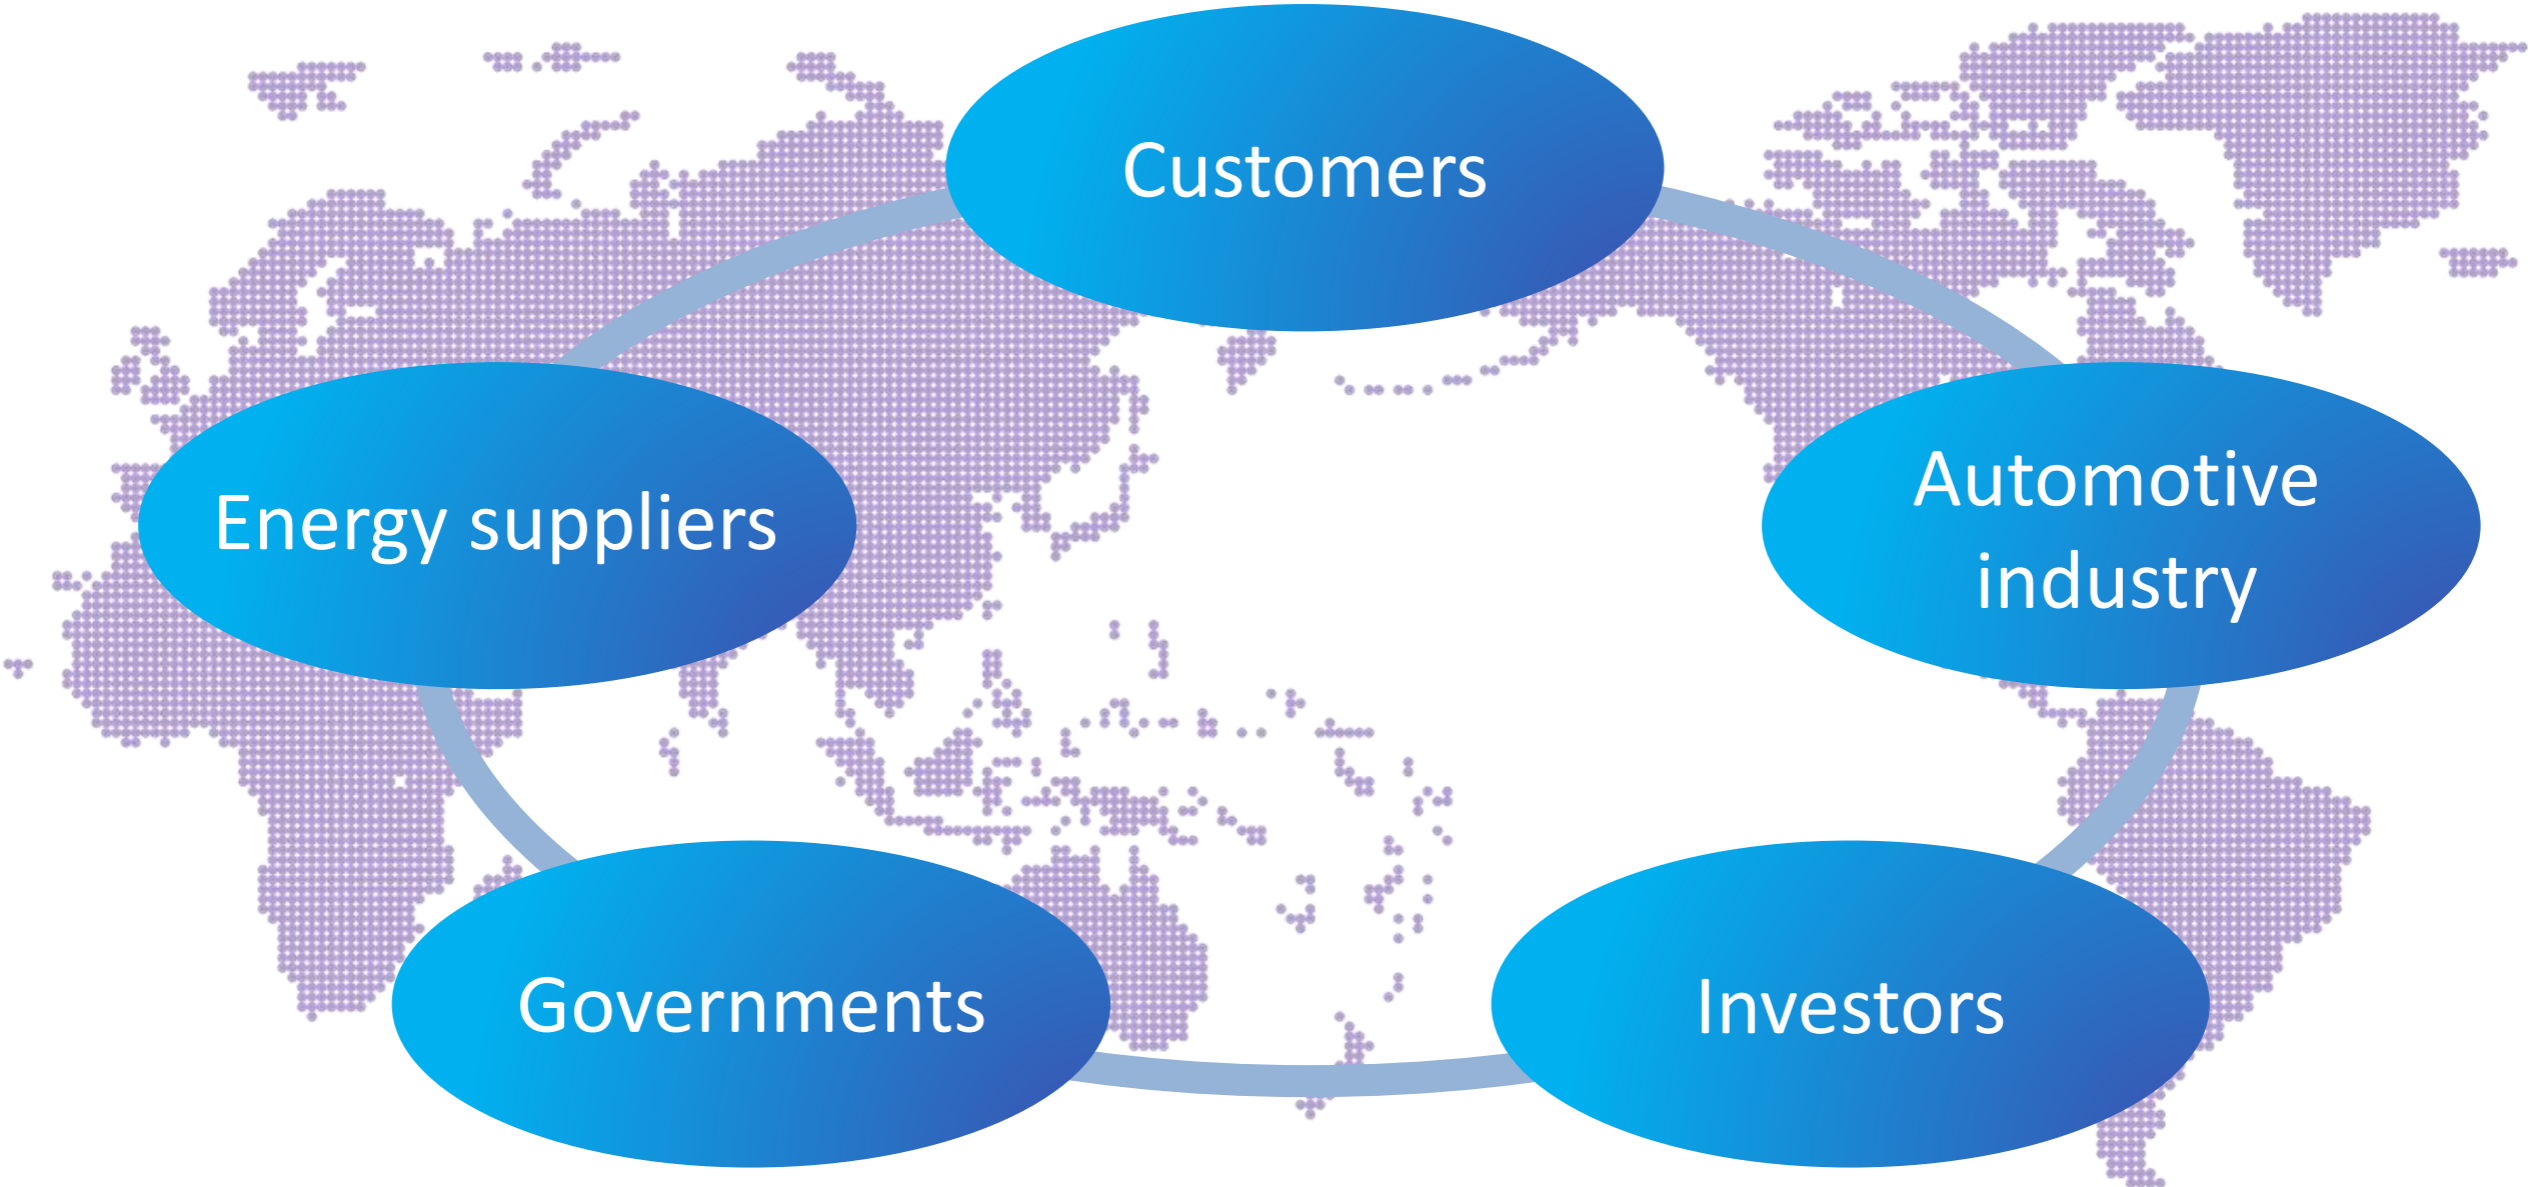 Customers
Energy suppliers
Automotive
industry
Governments
Investors